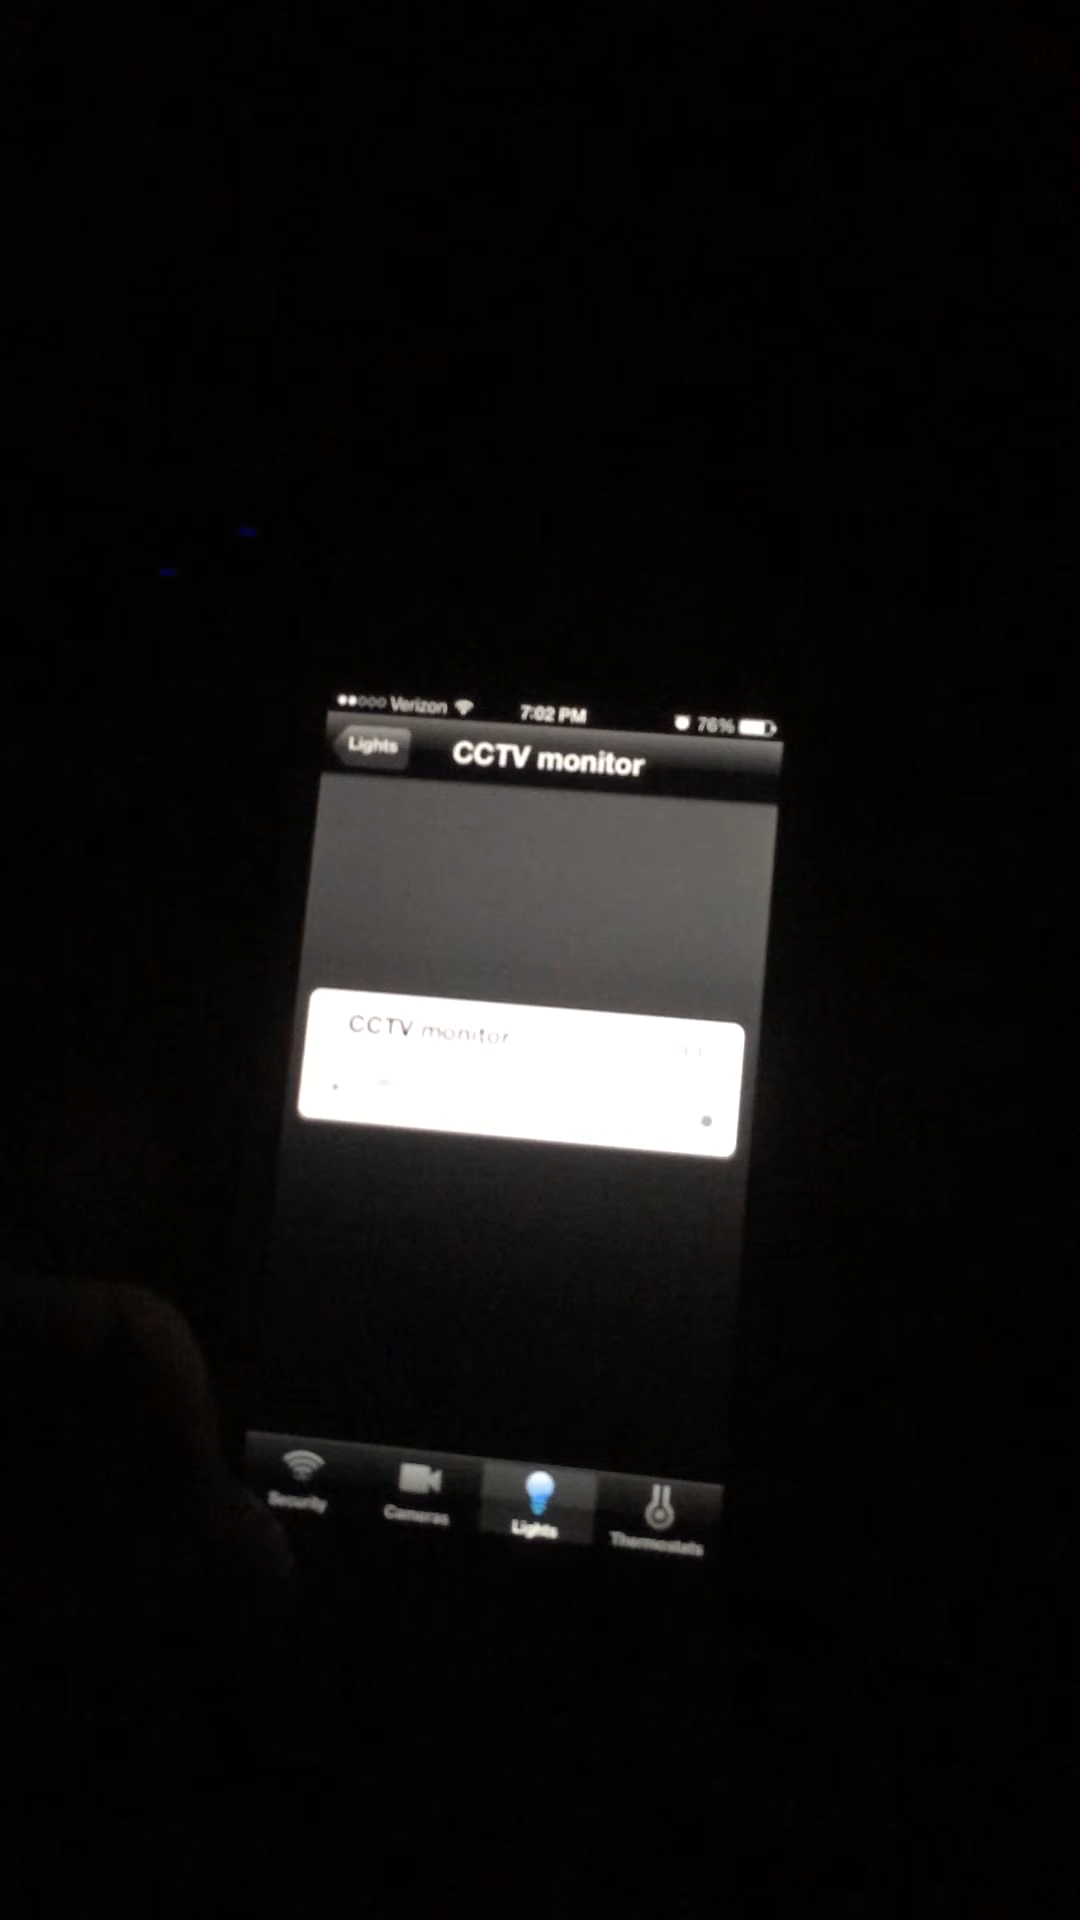 Verizon 7:02 PM 76%
Lights CCTV monitor
CCTV monitor
Security Cameras Lights Thermostats